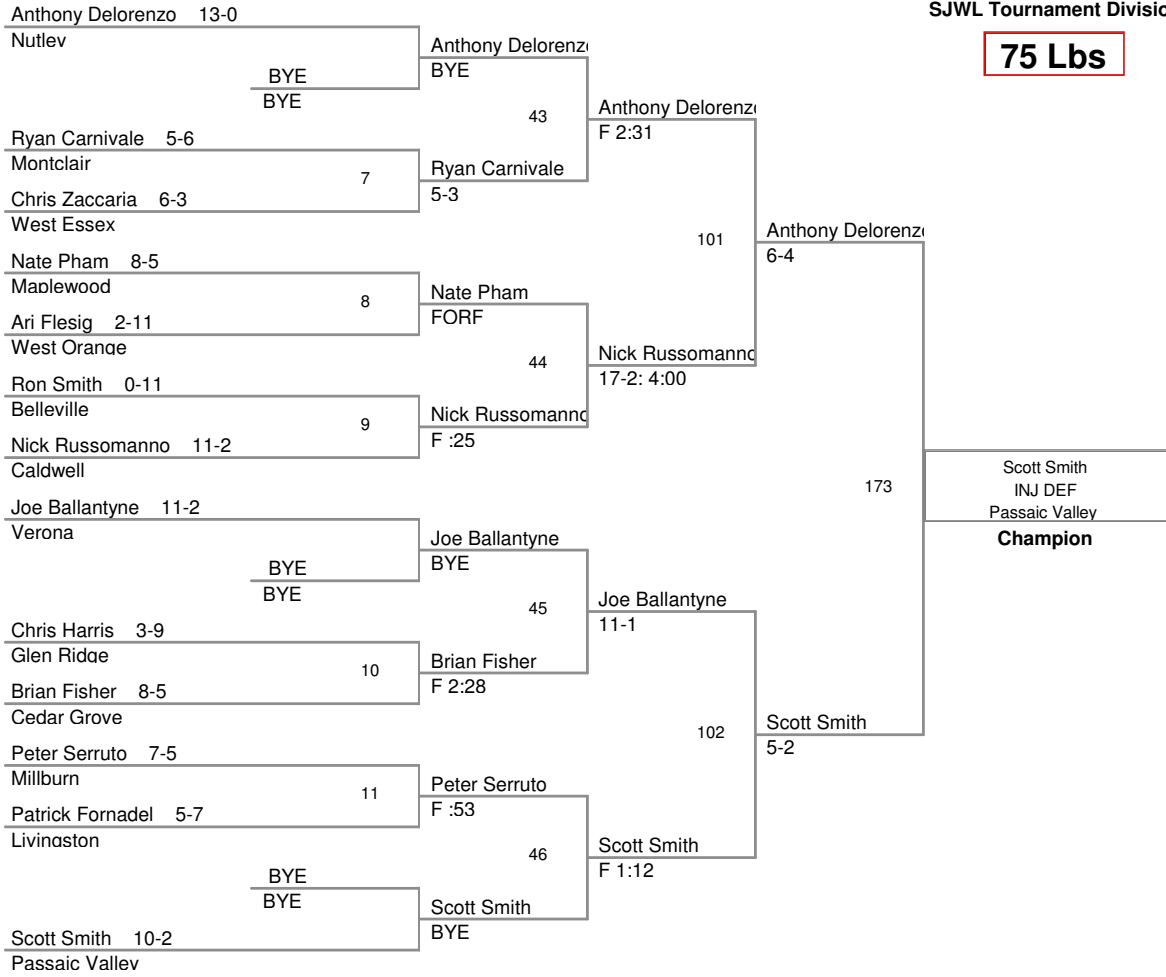 SJWL Tournament Divisio
75 Lbs
Anthony Delorenzo 13-0
Nutley
BYE
BYE
Ryan Carnivale 5-6
Montclair
7
Chris Zaccaria 6-3
West Essex
Nate Pham 8-5
Maplewood
8
Ari Flesig 2-11
West Orange
Ron Smith 0-11
Belleville
9
Nick Russomanno 11-2
Caldwell
Joe Ballantyne 11-2
Verona
BYE
BYE
Chris Harris 3-9
Glen Ridge
10
Brian Fisher 8-5
Cedar Grove
Peter Serruto 7-5
Millburn
11
Patrick Fornadel 5-7
Livingston
BYE
BYE
Scott Smith 10-2
Passaic Valley
Anthony Delorenzo
BYE
43
Ryan Carnivale
5-3
Nate Pham
FORF
44
Nick Russomanno
F :25
Joe Ballantyne
BYE
45
Brian Fisher
F 2:28
Peter Serruto
F :53
46
Scott Smith
BYE
Anthony Delorenzo
F 2:31
101
Nick Russomanno
17-2: 4:00
Joe Ballantyne
11-1
102
Scott Smith
F 1:12
Anthony Delorenzo
6-4
173
Scott Smith
5-2
Scott Smith
INJ DEF
Passaic Valley
Champion